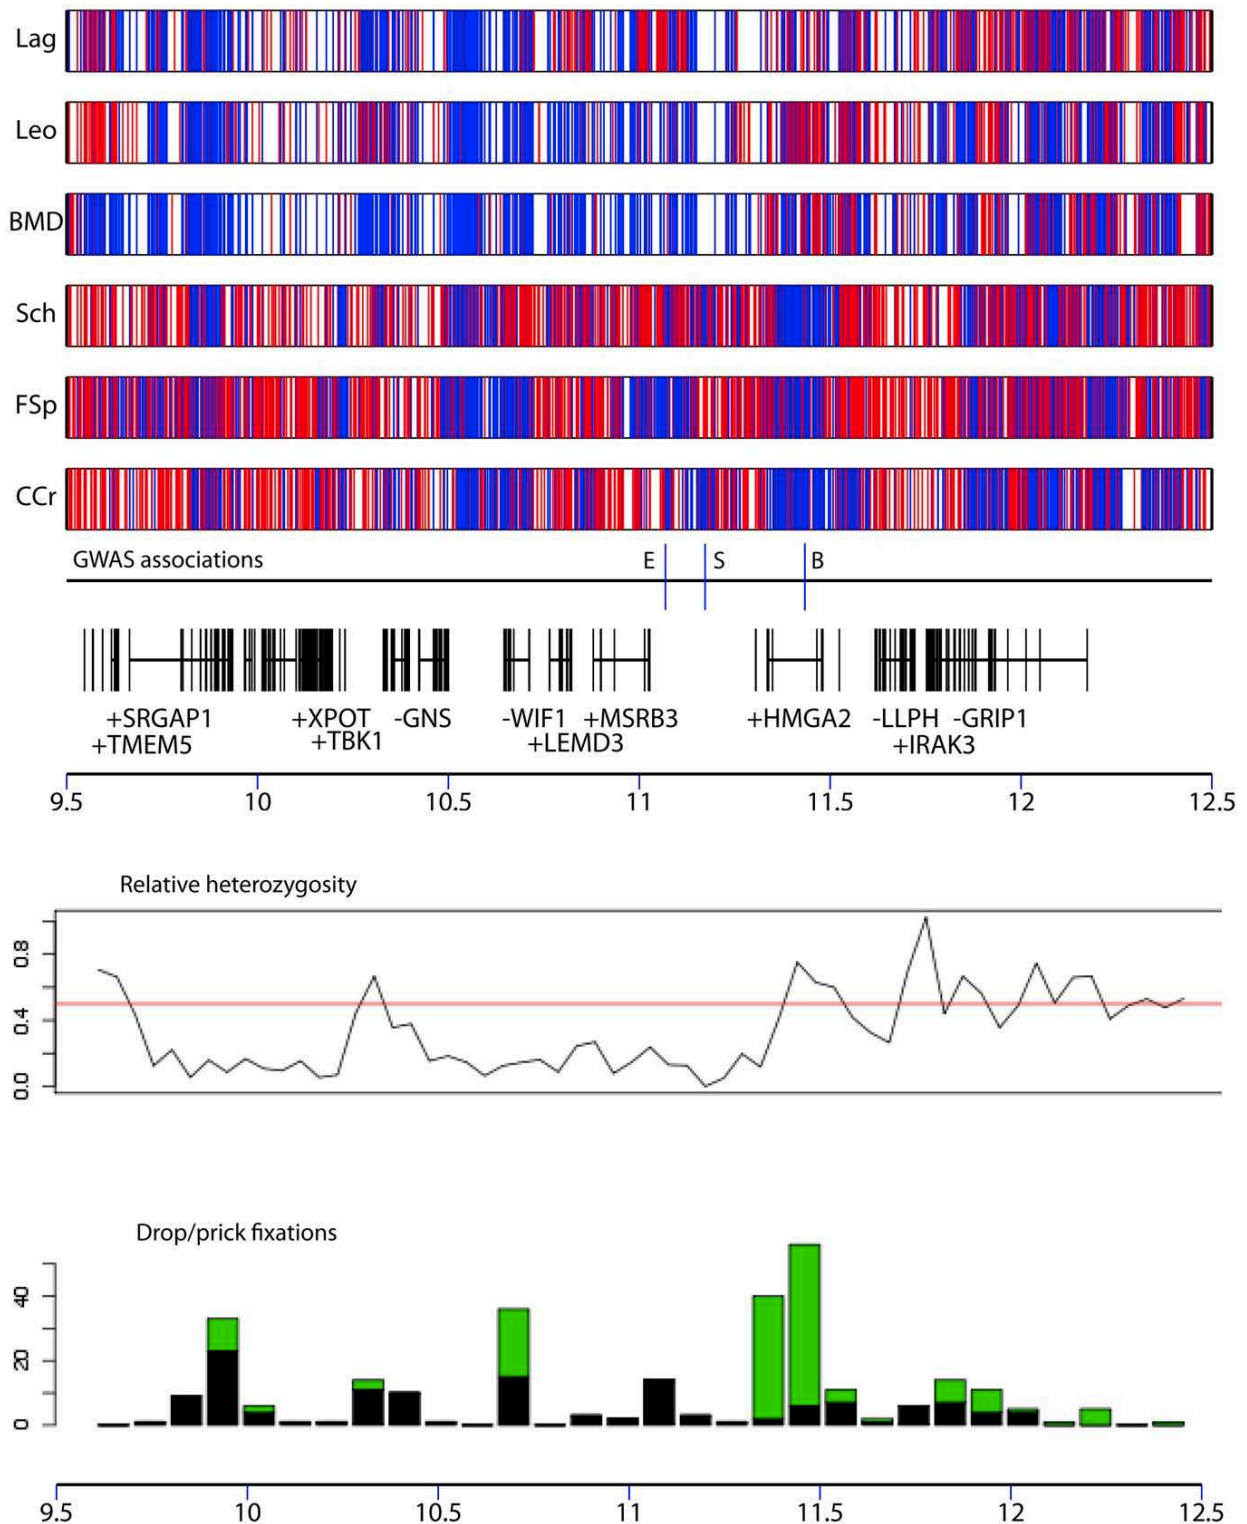 Lag
Leo
BMD
Sch
FSp
CCr
GWAS associations E S B
+SRGAP1 +XPOT -GNS -WIF1 +MSRB3 +HMGA2 -LLPH -GRIP1
+TMEM5 +TBK1 +LEMD3 +IRAK3
9.5 10 10.5 11 11.5 12 12.5
Relative heterozygosity
0.8
0.4
0.0
Drop/prick fixations
40
20
0
9.5 10 10.5 11 11.5 12 12.5